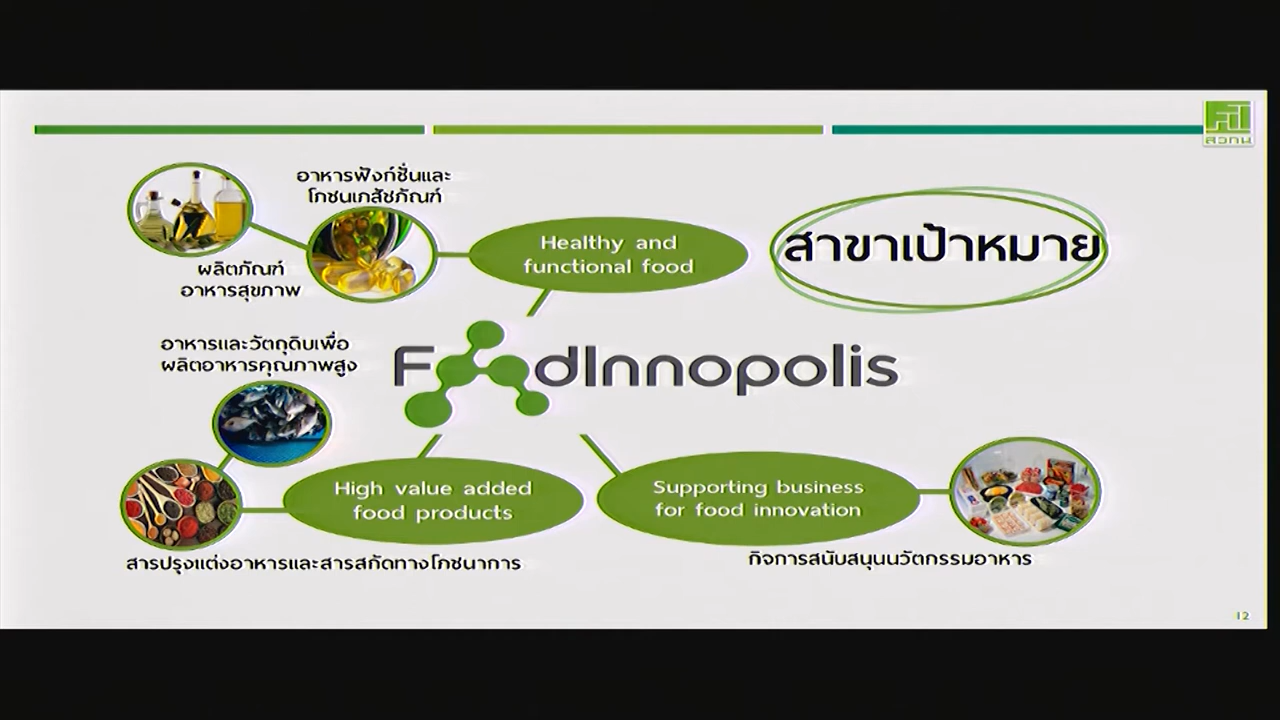 สวทน
อาหารฟังก์ชั่นและ
โภชนเภสัชภัณฑ์
Healthy and
functional food
สาขาเป้าหมาย
ผลิตภัณฑ์
อาหารสุขภาพ
อาหารและวัตถุดิบเพื่อ
ผลิตอาหารคุณภาพสูง
FoodInnopolis
High value added
food products
Supporting business
for food innovation
สารปรุงแต่งอาหารและสารสกัดทางโภชนาการ
กิจการสนับสนุนนวัตกรรมอาหาร
12